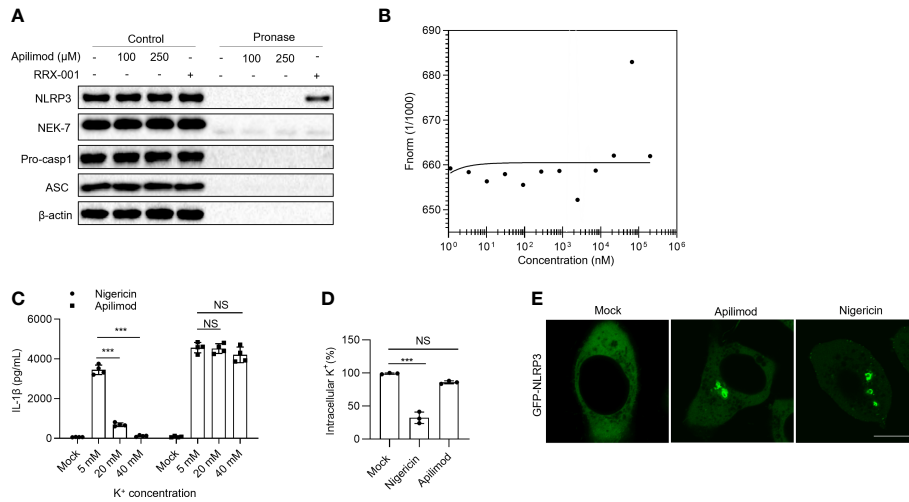 A
Control
Pronase
Apilimod (μM)
- 100 250 -
- 100 250 -
RRX-001
- - - +
- - - +
NLRP3
NEK-7
Pro-casp1
ASC
β-actin
B
690
680
670
660
650
Fnorm (1/1000)
10⁰ 10¹ 10² 10³ 10⁴ 10⁵ 10⁶
Concentration (nM)
C
Nigericin
Apilimod
NS
***
***
NS
6000
4000
2000
0
IL-1β (pg/mL)
Mock 5 mM 20 mM 40 mM Mock 5 mM 20 mM 40 mM
K⁺ concentration
D
NS
***
150
100
50
0
Intracellular K⁺(%)
Mock Nigericin Apilimod
E
Mock
Apilimod
Nigericin
GFP-NLRP3